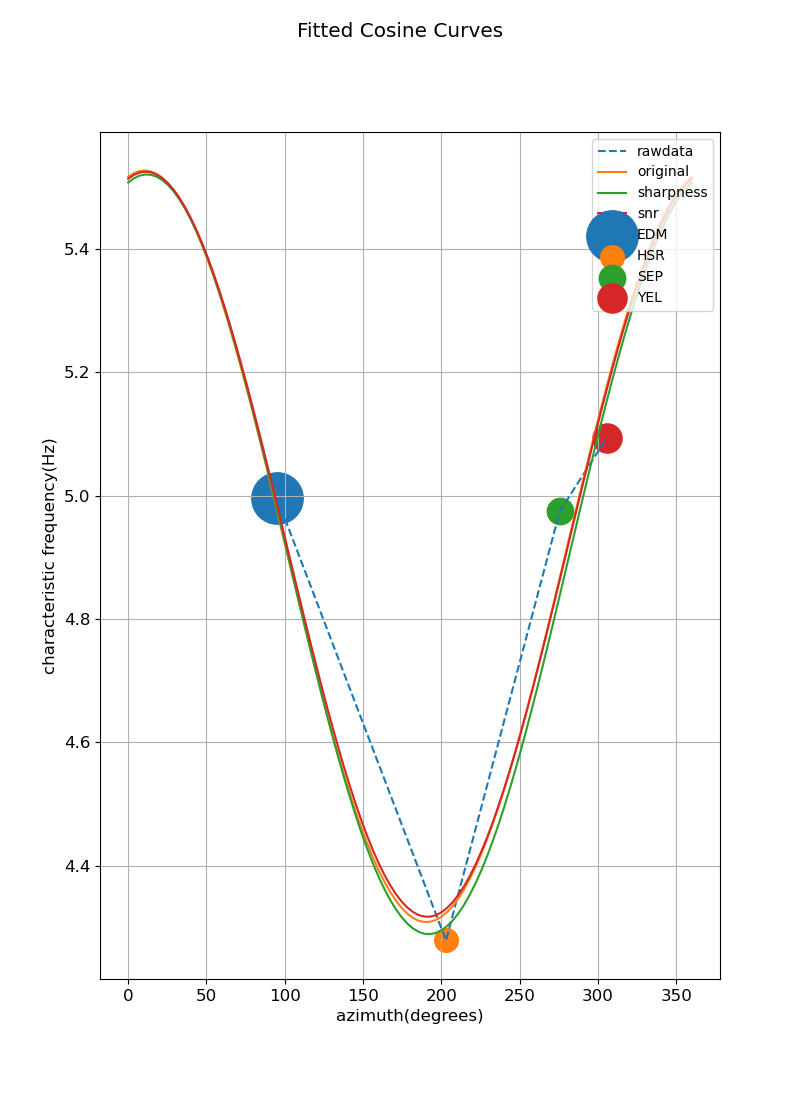 Fitted Cosine Curves
rawdata
original
sharpness
snr
EDM
HSR
SEP
YEL
characteristic frequency(Hz)
5.4
5.2
5.0
4.8
4.6
4.4
0 50 100 150 200 250 300 350
azimuth(degrees)